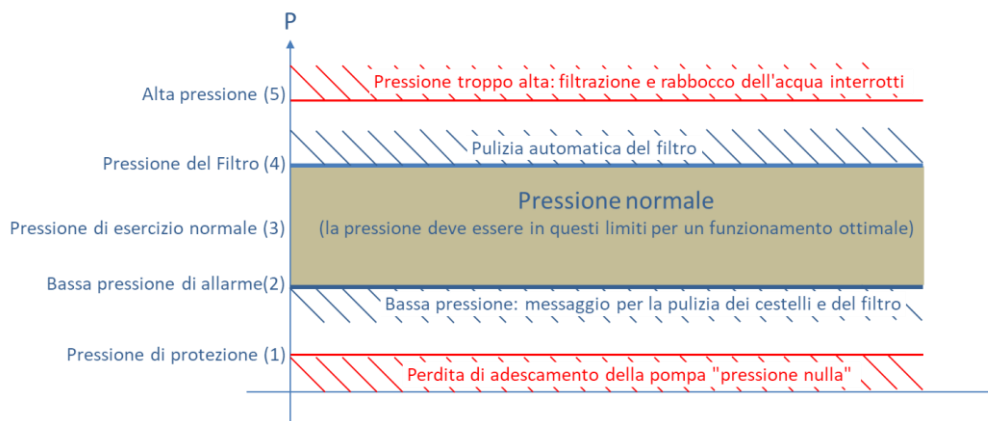 P
Pressione troppo alta: filtrazione e rabbocco dell'acqua interrotti
Alta pressione (5)
Pulizia automatica del filtro
Pressione del Filtro (4)
Pressione normale
Pressione di esercizio normale (3)
(la pressione deve essere in questi limiti per un funzionamento ottimale)
Bassa pressione di allarme(2)
Bassa pressione: messaggio per la pulizia dei cestelli e del filtro
Pressione di protezione (1)
Perdita di adescamento della pompa "pressione nulla"